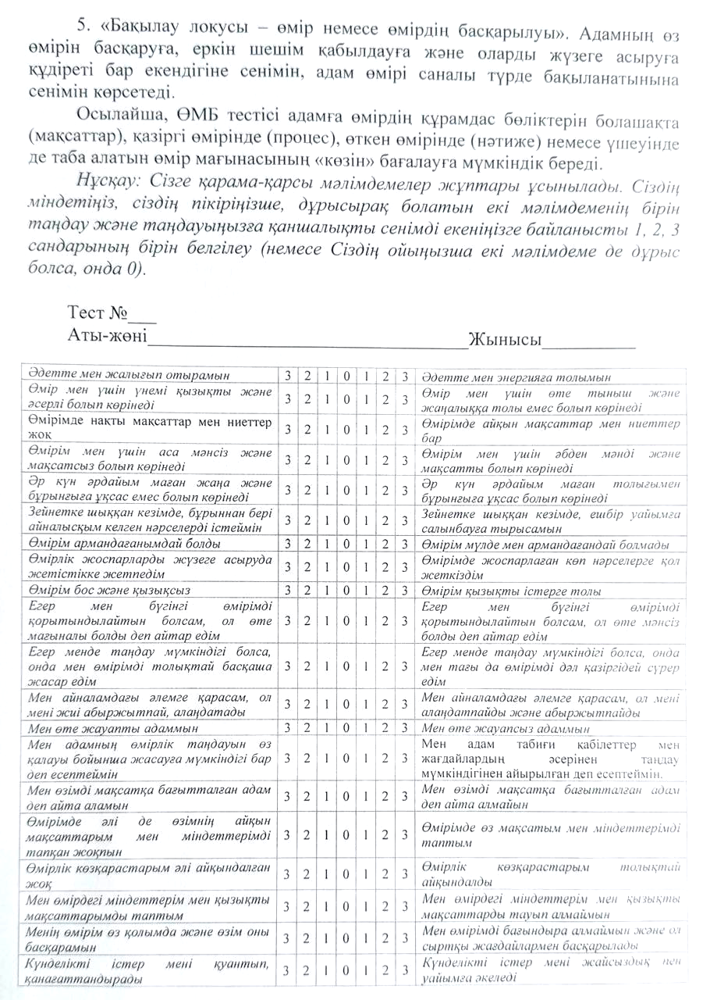 5. «Бақылау локусы – өмір немесе өмірдің басқарылуы». Адамның өз
өмірін басқаруға, еркін шешім қабылдауға және оларды жүзеге асыруға
құдіреті бар екендігіне сенімін, адам өмірі саналы түрде бақыланатынына
сенімін көрсетеді.
Осылайша, ӨМБ тестісі адамға өмірдің құрамдас бөліктерін болашақта
(мақсаттар), қазіргі өмірінде (процес), өткен өмірінде (нәтиже) немесе үшеуінде
де таба алатын өмір мағынасының «көзін» бағалауға мүмкіндік береді.
Нұсқау: Сізге қарама-қарсы мәлімдемелер жұптары ұсынылады. Сіздің
міндетіңіз, сіздің пікіріңізше, дұрысырақ болатын екі мәлімдеменің бірін
таңдау және таңдауыңызға қаншалықты сенімді екеніңізге байланысты 1, 2, 3
сандарының бірін белгілеу (немесе Сіздің ойыңызша екі мәлімдеме де дұрыс
болса, онда 0).
Тест №___
Аты-жөні__________________________________Жынысы__________
Әдетте мен жалығып отырамын 3 2 1 0 1 2 3 Әдетте мен энергияға толымын
Өмір мен үшін үнемі қызықты және
әсерлі болып көрінеді
3 2 1 0 1 2 3
Өмір мен үшін өте тыныш және
жаңалыққа толы емес болып көрінеді
Өмірімде нақты мақсаттар мен ниеттер
жоқ
3 2 1 0 1 2 3
Өмірімде айқын мақсаттар мен ниеттер
бар
Өмірім мен үшін аса мәнсіз және
мақсатсыз болып көрінеді
3 2 1 0 1 2 3
Өмірім мен үшін әбден мәнді және
мақсатты болып көрінеді
Әр күн әрдайым маған жаңа және
бұрынғыға ұқсас емес болып көрінеді
3 2 1 0 1 2 3
Әр күн әрдайым маған толығымен
бұрынғыға ұқсас болып көрінеді
Зейнетке шыққан кезімде, бұрыннан бері
айналысқым келген нәрселерді істеймін
3 2 1 0 1 2 3
Зейнетке шыққан кезімде, ешбір уайымға
салынбауға тырысамын
Өмірім армандағанымдай болды 3 2 1 0 1 2 3 Өмірім мүлде мен армандағандай болмады
Өмірлік жоспарларды жүзеге асыруда
жетістікке жетпедім
3 2 1 0 1 2 3
Өмірімде жоспарлаған көп нәрселерге қол
жеткіздім
Өмірім бос және қызықсыз 3 2 1 0 1 2 3 Өмірім қызықты істерге толы
Егер мен бүгінгі өмірімді
қорытындылайтын болсам, ол өте
мағыналы болды деп айтар едім
3 2 1 0 1 2 3
Егер мен бүгінгі өмірімді
қорытындылайтын болсам, ол өте мәнсіз
болды деп айтар едім
Егер менде таңдау мүмкіндігі болса,
онда мен өмірімді толықтай басқаша
жасар едім
3 2 1 0 1 2 3
Егер менде таңдау мүмкіндігі болса, онда
мен тағы да өмірімді дәл қазіргідей сүрер
едім
Мен айналамдағы әлемге қарасам, ол
мені жиі абыржытпай, алаңдатады
3 2 1 0 1 2 3
Мен айналамдағы әлемге қарасам, ол мені
алаңдатпайды және абыржытпайды
Мен өте жауапты адаммын 3 2 1 0 1 2 3 Мен өте жауапсыз адаммын
Мен адамның өмірлік таңдауын өз
қалауы бойынша жасауға мүмкіндігі бар
деп есептеймін
3 2 1 0 1 2 3
Мен адам табиғи қабілеттер мен
жағдайлардың әсерінен таңдау
мүмкіндігінен айырылған деп есептеймін.
Мен өзімді мақсатқа бағытталған адам
деп айта аламын
3 2 1 0 1 2 3
Мен өзімді мақсатқа бағытталған адам
деп айта алмайын
Өмірімде әлі де өзімнің айқын
мақсаттарым мен міндеттерімді
тапқан жоқпын
3 2 1 0 1 2 3
Өмірімде өз мақсатым мен міндеттерімді
таптым
Өмірлік көзқарастарым әлі айқындалған
жоқ
3 2 1 0 1 2 3
Өмірлік көзқарастарым толықтай
айқындалды
Мен өмірдегі міндеттерім мен қызықты
мақсаттарымды таптым
3 2 1 0 1 2 3
Мен өмірдегі міндеттерім мен қызықты
мақсаттарды тауып алмаймын
Менің өмірім өз қолымда және өзім оны
басқарамын
3 2 1 0 1 2 3
Мен өмірімді бағындыра алмаймын және ол
сыртқы жағдайлармен басқарылады
Күнделікті істер мені қуантып,
қанағаттандырады
3 2 1 0 1 2 3
Күнделікті істер мені жайсыздық пен
уайымға әкеледі